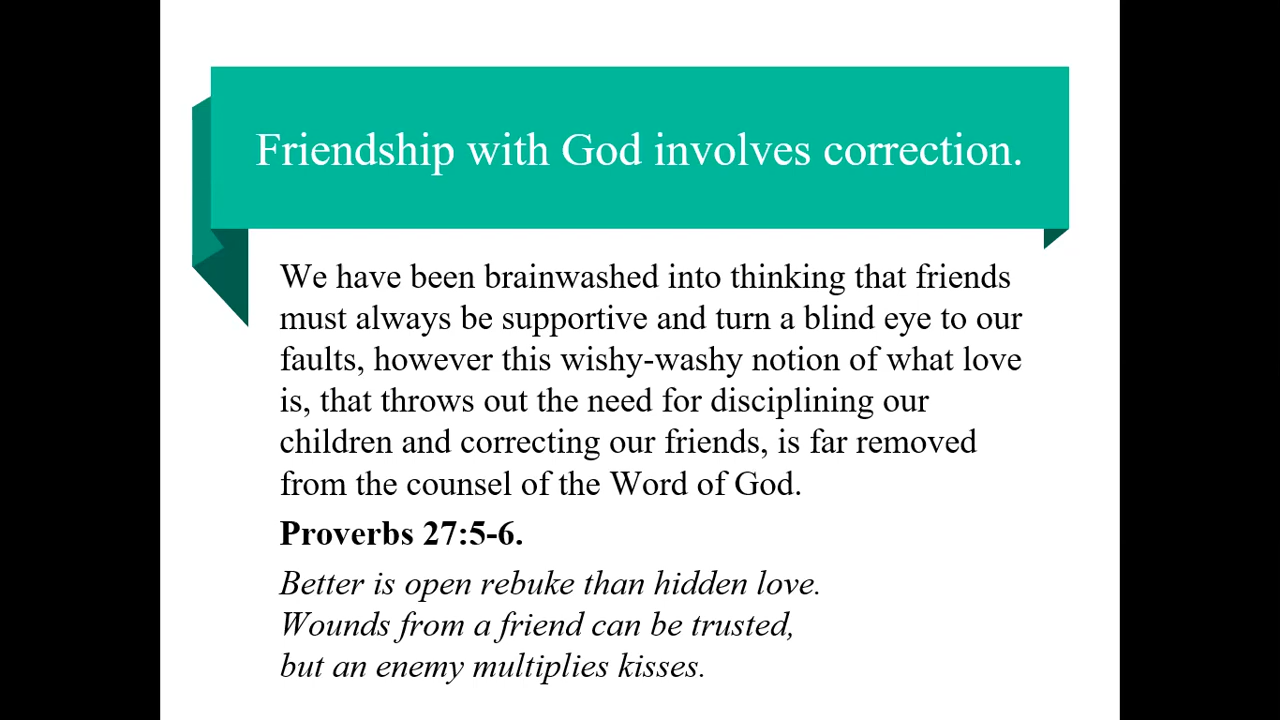 Friendship with God involves correction.
We have been brainwashed into thinking that friends
must always be supportive and turn a blind eye to our
faults, however this wishy-washy notion of what love
is, that throws out the need for disciplining our
children and correcting our friends, is far removed
from the counsel of the Word of God.
Proverbs 27:5-6.
Better is open rebuke than hidden love.
Wounds from a friend can be trusted,
but an enemy multiplies kisses.